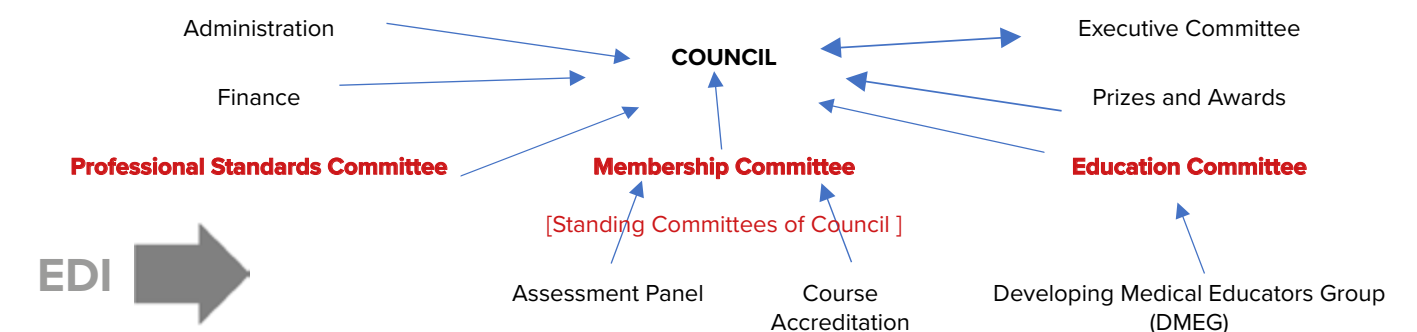 Administration
COUNCIL
Executive Committee
Finance
Prizes and Awards
Professional Standards Committee
Membership Committee
Education Committee
[Standing Committees of Council ]
EDI
Assessment Panel
Course
Accreditation
Developing Medical Educators Group
(DMEG)